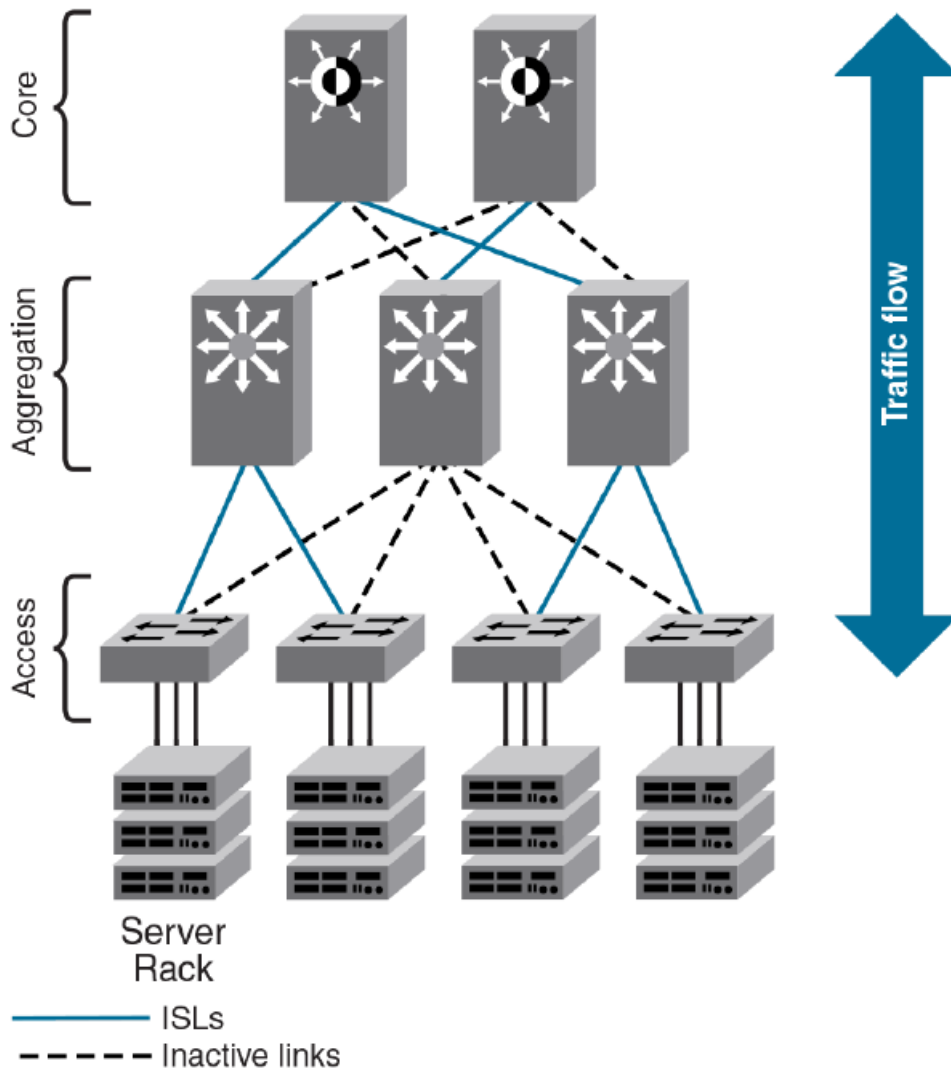 Core
Aggregation
Access
Traffic flow
Server
Rack
ISLs
Inactive links